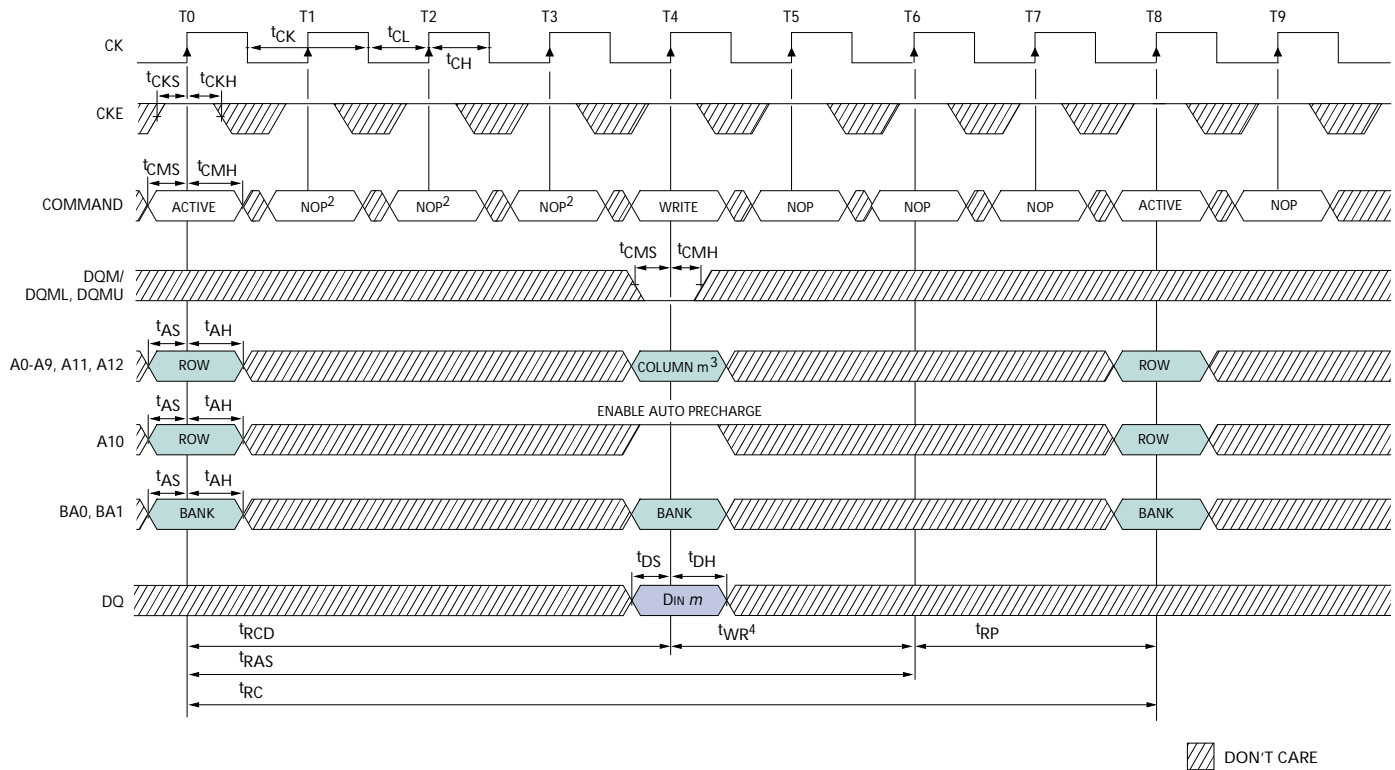 T0 T1 T2 T3 T4 T5 T6 T7 T8 T9
CK
tCK tCL
tCH
tCKS tCKH
CKE
tCMS tCMH
COMMAND ACTIVE NOP2 NOP2 NOP2 WRITE NOP NOP NOP ACTIVE NOP
tCMS tCMH
DQM/
DQML, DQMU
tAS tAH
A0-A9, A11, A12 ROW COLUMN m3 ROW
tAS tAH
ENABLE AUTO PRECHARGE
A10 ROW ROW
tAS tAH
BA0, BA1 BANK BANK BANK
tDS tDH
DQ DIN m
tRCD tWR4 tRP
tRAS
tRC
DON'T CARE